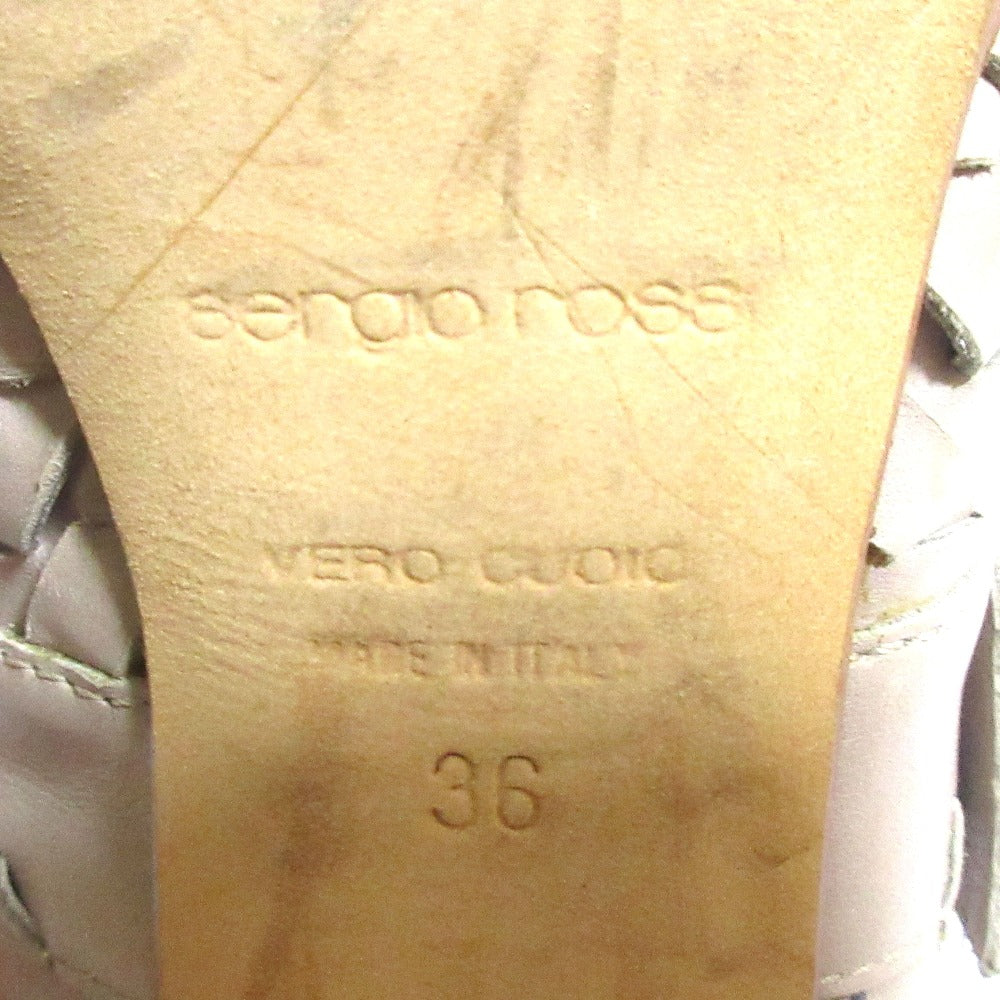 sergio rossi
VERO CUOIO
MADE IN ITALY
36